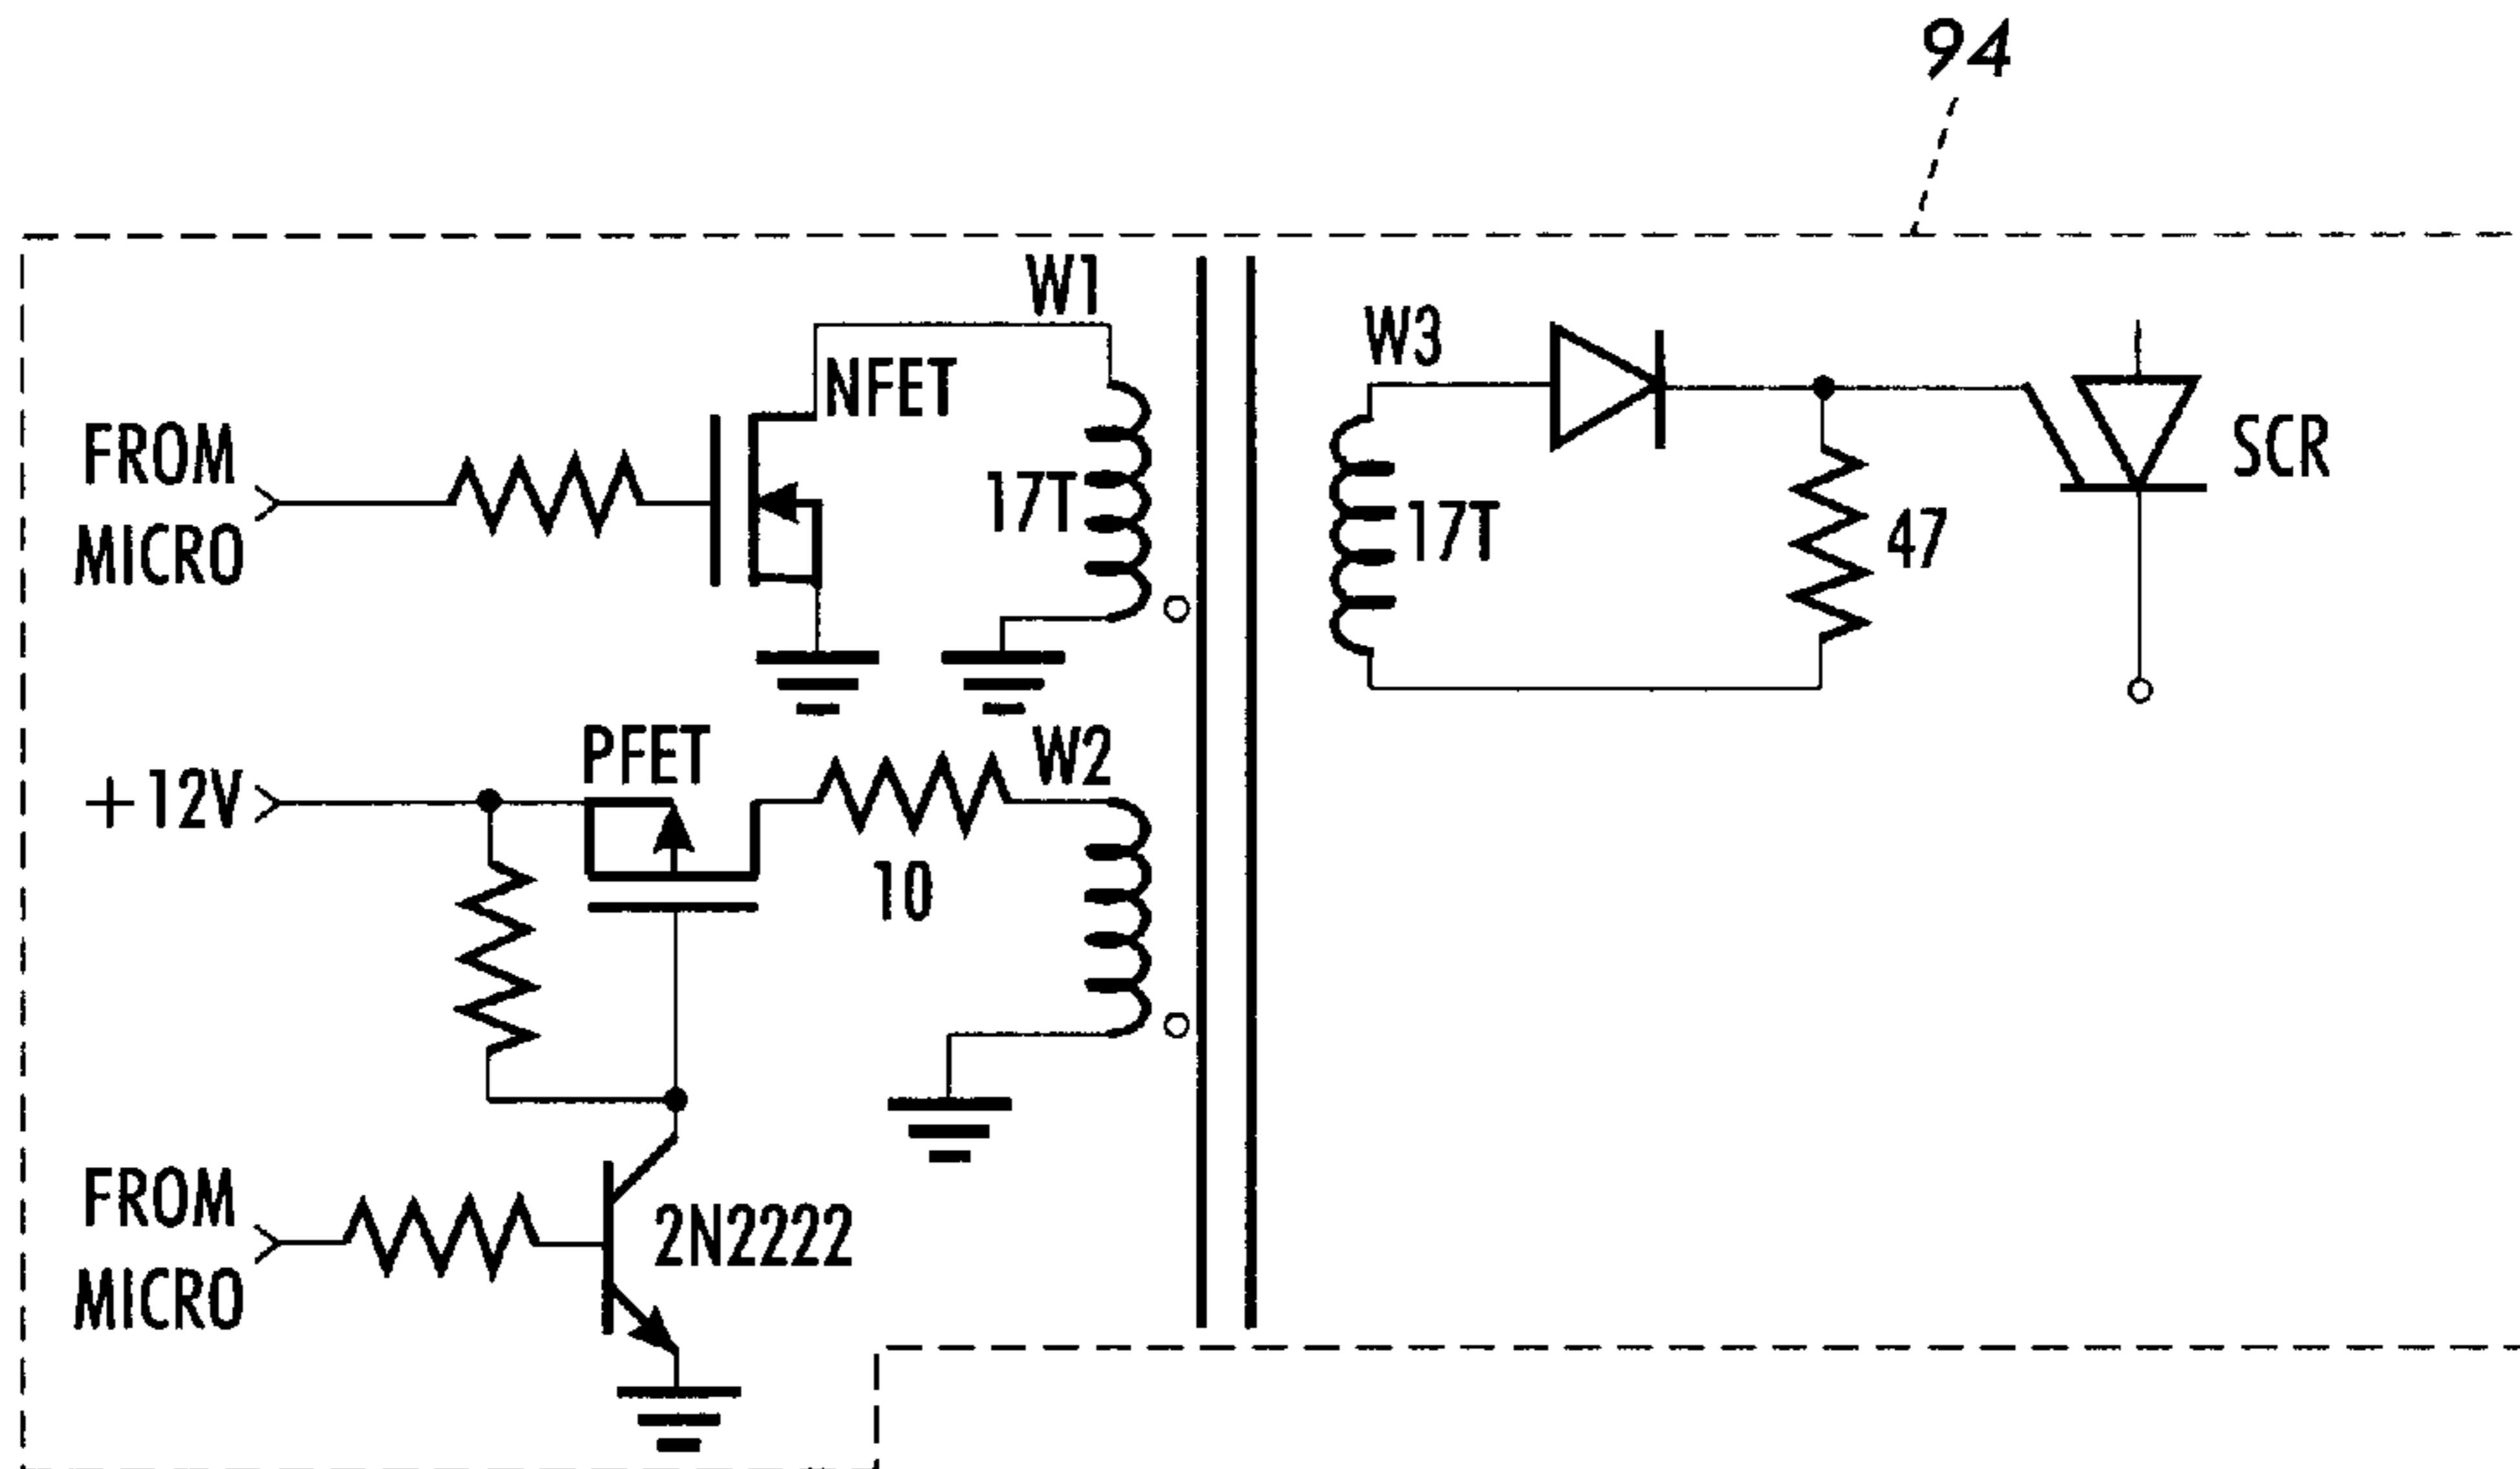 94
W1
W3
NFET
FROM
MICRO
17T
17T
47
SCR
PFET
W2
+12V
10
FROM
MICRO
2N2222